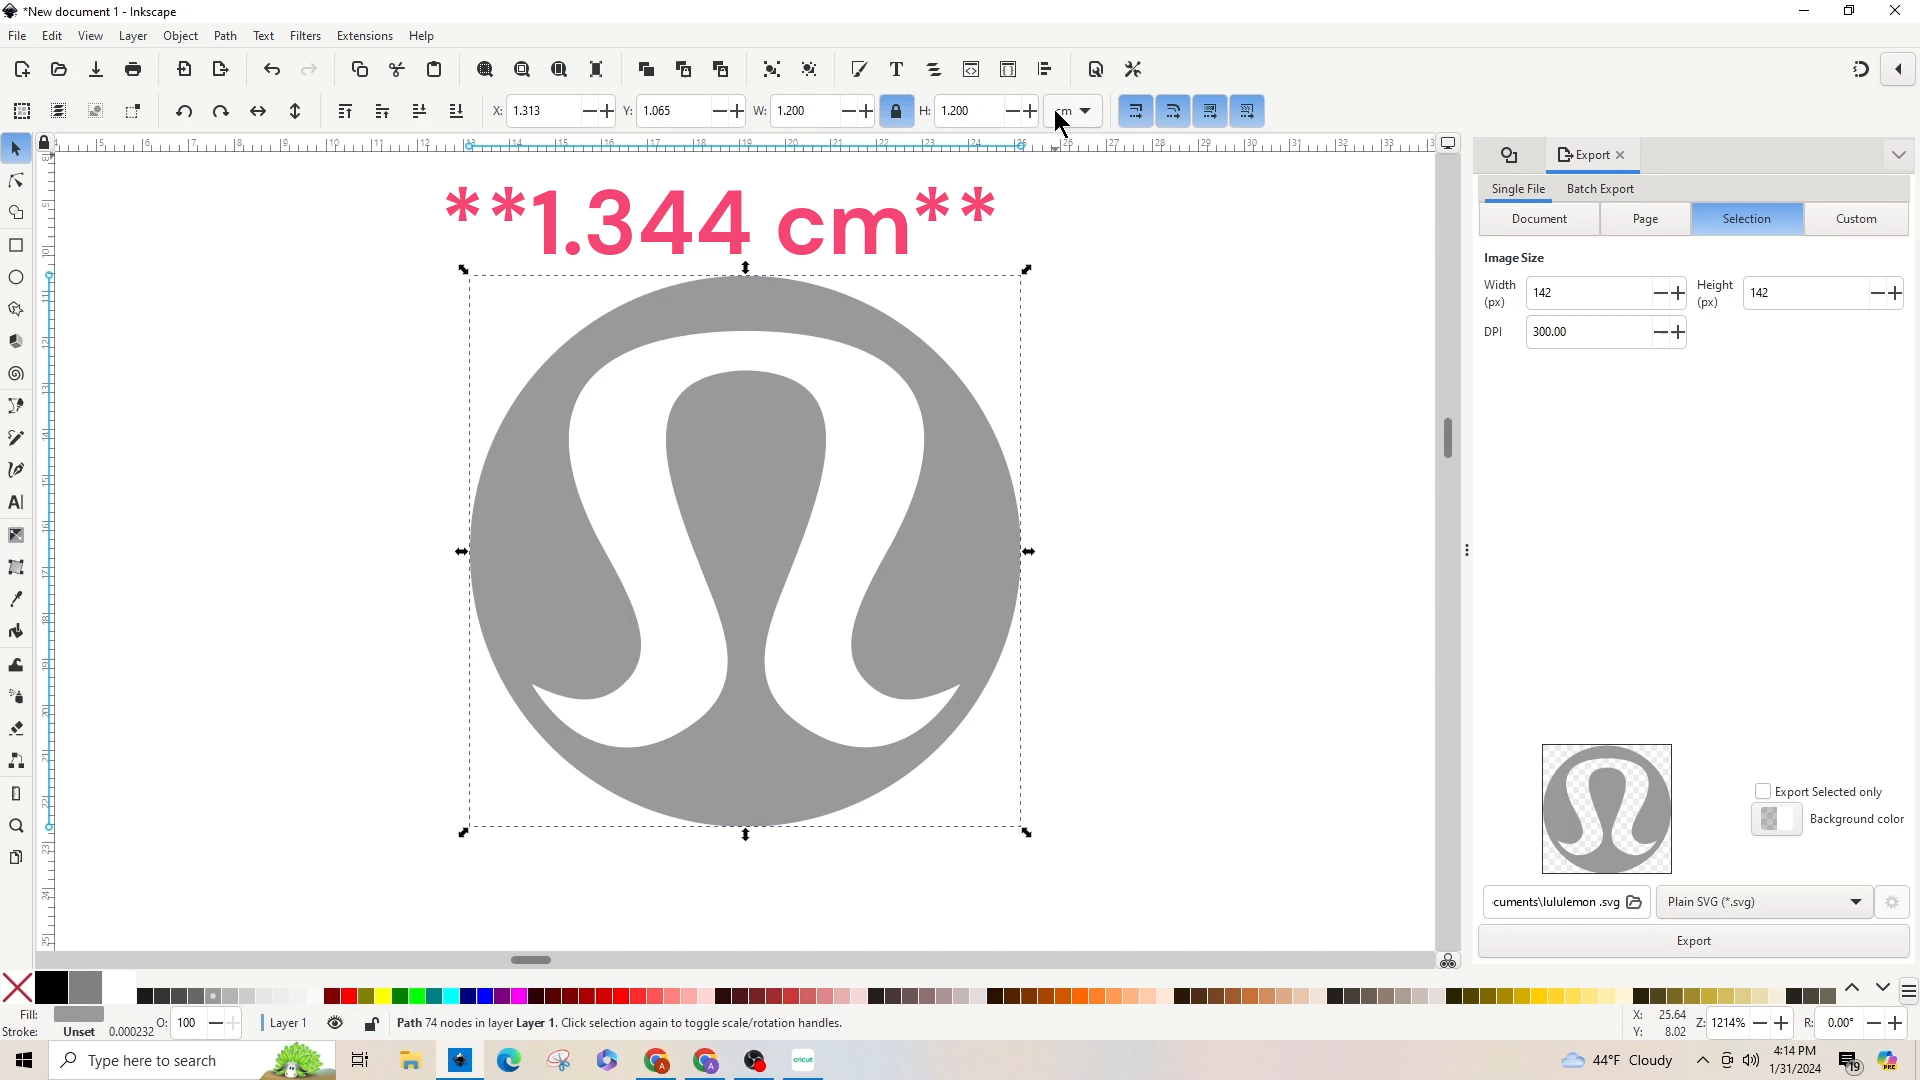 *New document 1 - Inkscape
File Edit View Layer Object Path Text Filters Extensions Help
X: 1.313 Y: 1.065 W: 1.200 H: 1.200 cm
**1.344 cm**
Export
Single File Batch Export
Document Page Selection Custom
Image Size
Width (px) 142 Height (px) 142
DPI 300.00
Export Selected only
Background color
cuments\lululemon .svg Plain SVG (*.svg)
Export
Fill:
Stroke: Unset 0.000232 O: 100 Layer 1 Path 74 nodes in layer Layer 1. Click selection again to toggle scale/rotation handles. X: 25.64 Y: 8.02 Z: 1214% R: 0.00°
Type here to search cricut 44°F Cloudy 4:14 PM
1/31/2024 19